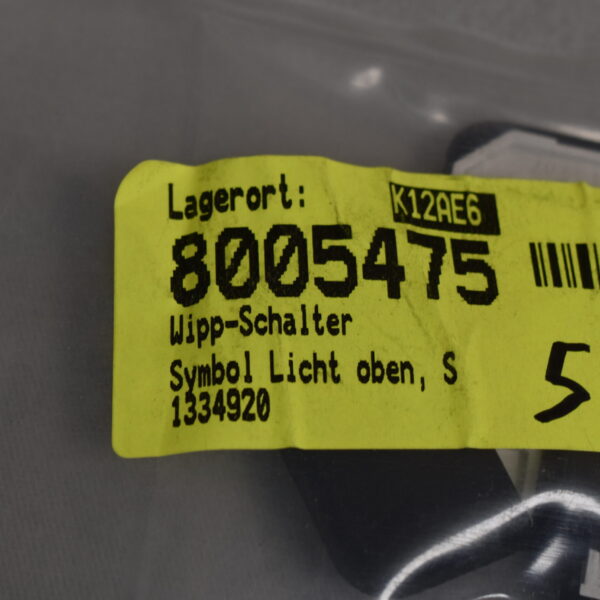 Lagerort: K12AE6
8005475
Wipp-Schalter
Symbol Licht oben, S
1334920
5